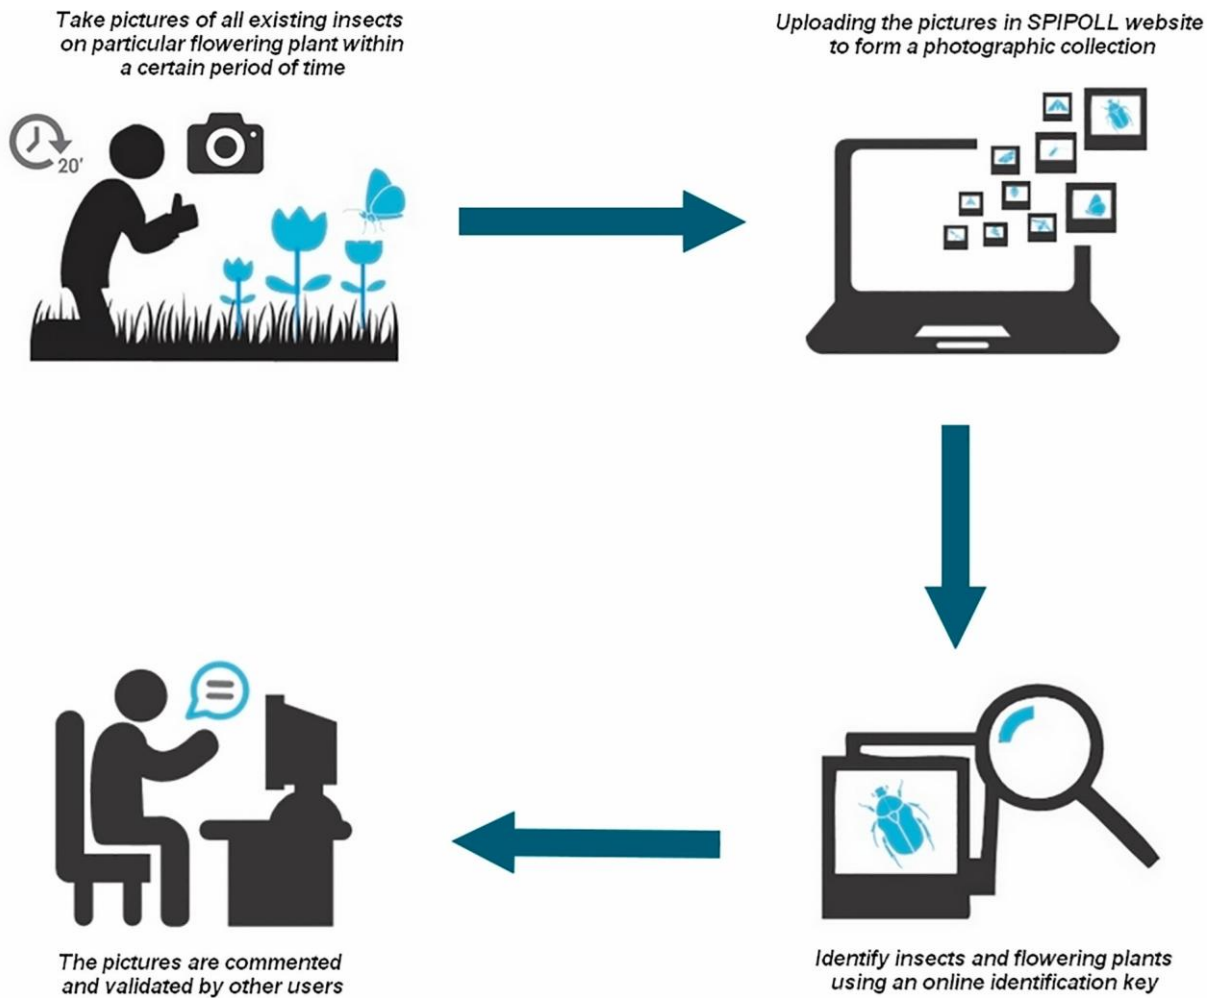 Take pictures of all existing insects
on particular flowering plant within
a certain period of time
20'
Uploading the pictures in SPIPOLL website
to form a photographic collection
Identify insects and flowering plants
using an online identification key
The pictures are commented
and validated by other users